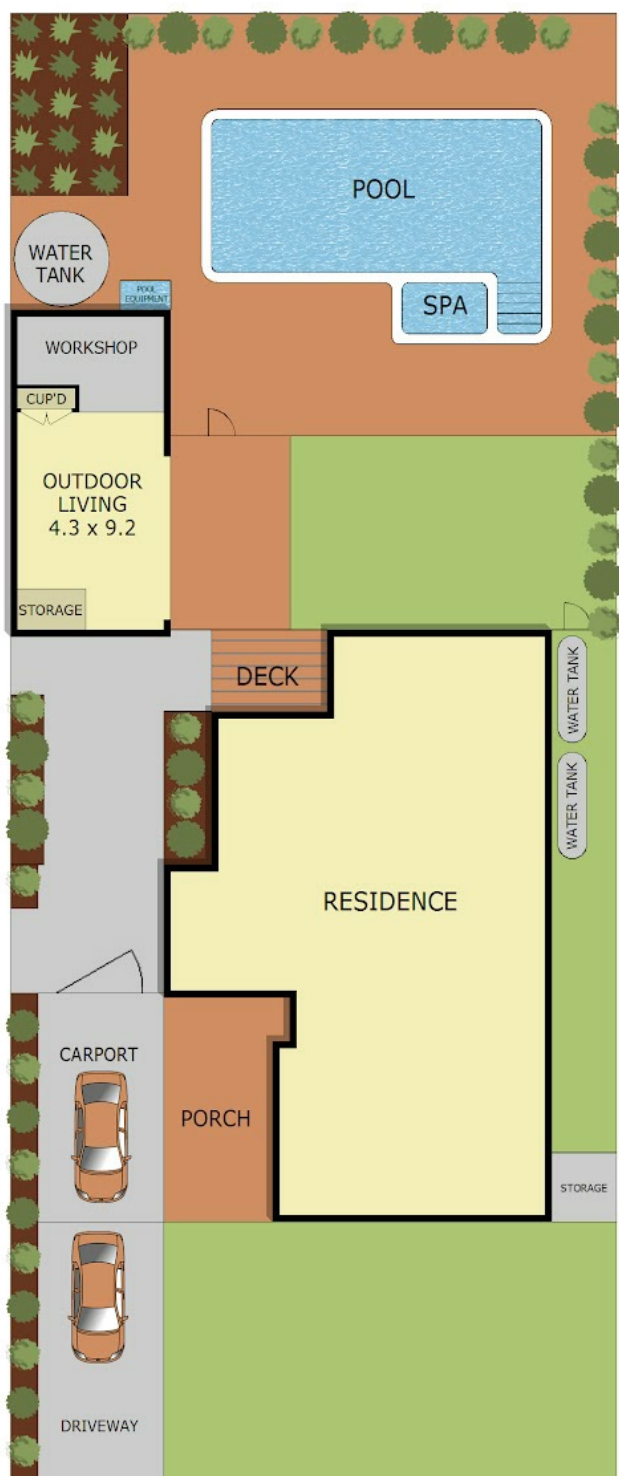 POOL
WATER
TANK
POOL
EQUIPMENT
SPA
WORKSHOP
CUP'D
OUTDOOR
LIVING
4.3 x 9.2
STORAGE
DECK
WATER TANK
WATER TANK
RESIDENCE
CARPORT
PORCH
STORAGE
DRIVEWAY